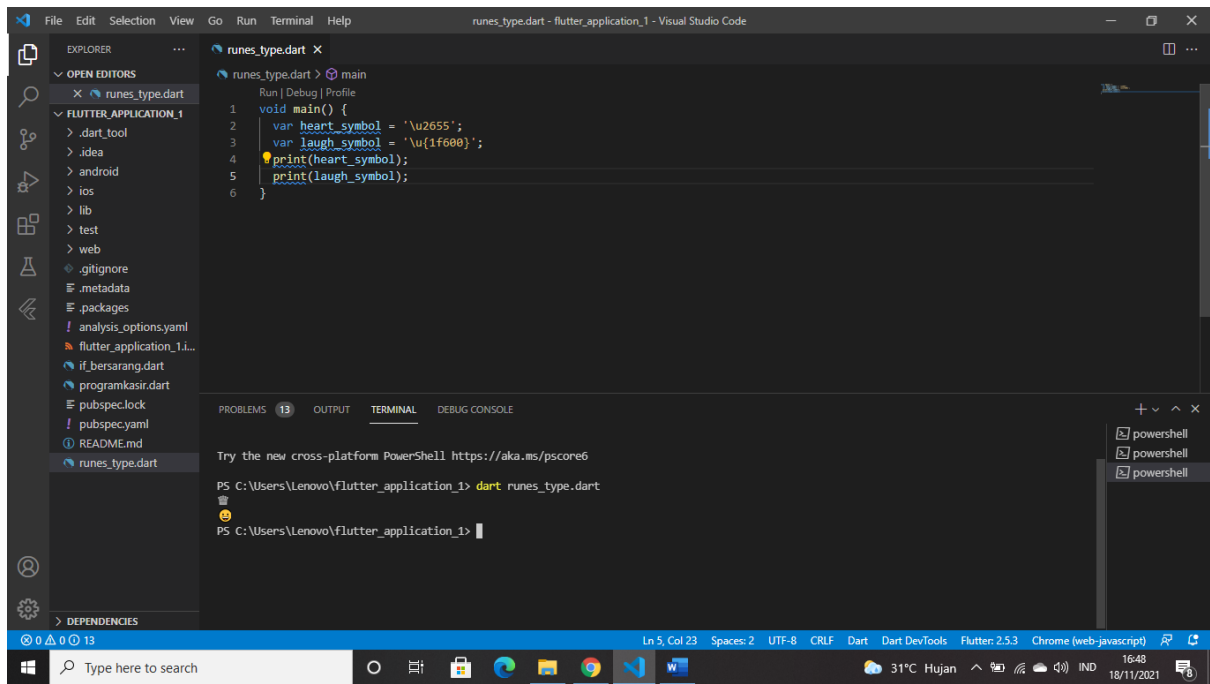 File Edit Selection View Go Run Terminal Help
runes_type.dart - flutter_application_1 - Visual Studio Code
EXPLORER ···
OPEN EDITORS
runes_type.dart
FLUTTER_APPLICATION_1
.dart_tool
.idea
android
ios
lib
test
web
.gitignore
.metadata
.packages
analysis_options.yaml
flutter_application_1.i...
if_bersarang.dart
programkasir.dart
pubspec.lock
pubspec.yaml
README.md
runes_type.dart
DEPENDENCIES
runes_type.dart
runes_type.dart > main
Run | Debug | Profile
1 void main() {
2 var heart_symbol = '\u2655';
3 var laugh_symbol = '\u{1f600}';
4 print(heart_symbol);
5 print(laugh_symbol);
6 }
PROBLEMS 13 OUTPUT TERMINAL DEBUG CONSOLE
Try the new cross-platform PowerShell https://aka.ms/pscore6
PS C:\Users\Lenovo\flutter_application_1> dart runes_type.dart
♕
😀
PS C:\Users\Lenovo\flutter_application_1>
powershell
powershell
powershell
0 0 13 Ln 5, Col 23 Spaces: 2 UTF-8 CRLF Dart Dart DevTools Flutter: 2.5.3 Chrome (web-javascript)
Type here to search
W
31°C Hujan
IND
16:48
18/11/2021
8